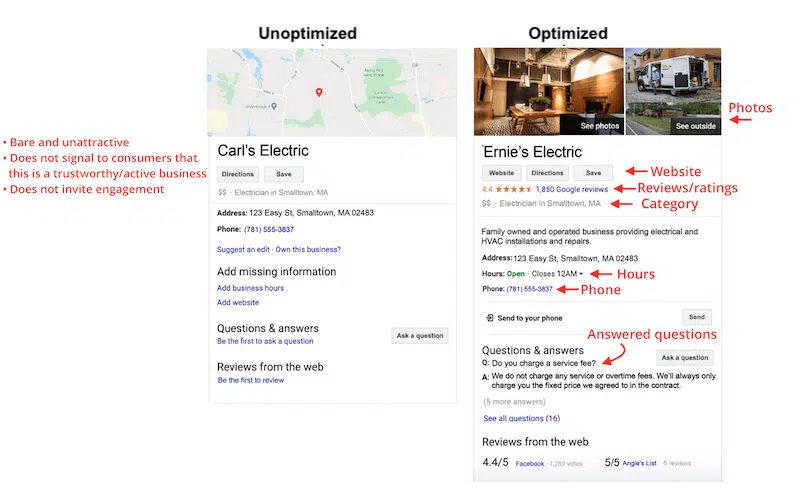 Unoptimized
Optimized
• Bare and unattractive
• Does not signal to consumers that
this is a trustworthy/active business
• Does not invite engagement
Carl's Electric
Directions
Save
$$ · Electrician in Smalltown, MA
Address: 123 Easy St, Smalltown, MA 02483
Phone: (781) 555-3837
Suggest an edit · Own this business?
Add missing information
Add business hours
Add website
Questions & answers
Be the first to ask a question
Ask a question
Reviews from the web
Be the first to review
See photos
See outside
Photos
Ernie's Electric
Website
Directions
Save
Website
4.4
1,850 Google reviews
Reviews/ratings
$$ · Electrician in Smalltown, MA
Category
Family owned and operated business providing electrical and
HVAC installations and repairs.
Address: 123 Easy St, Smalltown, MA 02483
Hours: Open · Closes 12AM
Hours
Phone: (781) 555-3837
Phone
Send to your phone
Send
Answered questions
Questions & answers
Ask a question
Q: Do you charge a service fee?
A: We do not charge any service or overtime fees. We'll always only
charge you the fixed price we agreed to in the contract.
(5 more answers)
See all questions (16)
Reviews from the web
4.4/5 Facebook · 1,289 votes
5/5 Angie's List · 6 reviews